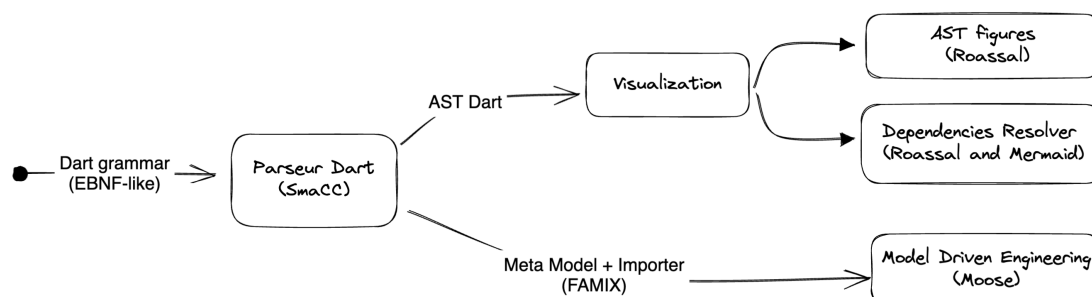 Dart grammar
(EBNF-like)
Parseur Dart
(SmaCC)
AST Dart
Visualization
AST figures
(Roassal)
Dependencies Resolver
(Roassal and Mermaid)
Meta Model + Importer
(FAMIX)
Model Driven Engineering
(Moose)